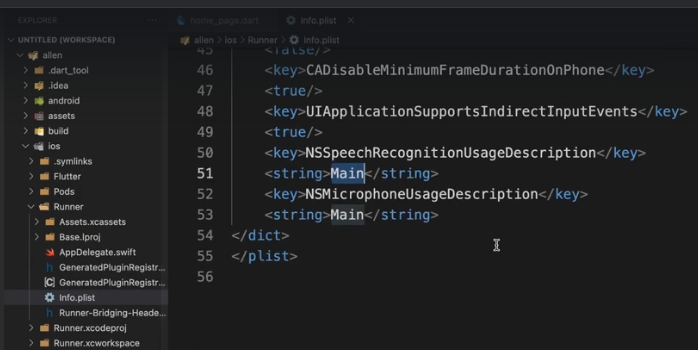 EXPLORER
home_page.dart
Info.plist
UNTITLED (WORKSPACE)
allen > ios > Runner > Info.plist
allen
.dart_tool
.idea
android
assets
build
ios
.symlinks
Flutter
Pods
Runner
Assets.xcassets
Base.lproj
AppDelegate.swift
GeneratedPluginRegistr...
GeneratedPluginRegistr...
Info.plist
Runner-Bridging-Heade...
Runner.xcodeproj
Runner.xcworkspace
45 <false/>
46 <key>CADisableMinimumFrameDurationOnPhone</key>
47 <true/>
48 <key>UIApplicationSupportsIndirectInputEvents</key>
49 <true/>
50 <key>NSSpeechRecognitionUsageDescription</key>
51 <string>Main</string>
52 <key>NSMicrophoneUsageDescription</key>
53 <string>Main</string>
54 </dict>
55 </plist>
56